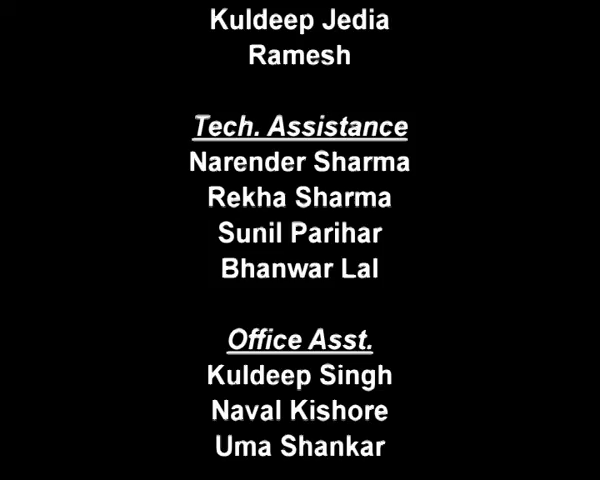 Kuldeep Jedia
Ramesh
Tech. Assistance
Narender Sharma
Rekha Sharma
Sunil Parihar
Bhanwar Lal
Office Asst.
Kuldeep Singh
Naval Kishore
Uma Shankar